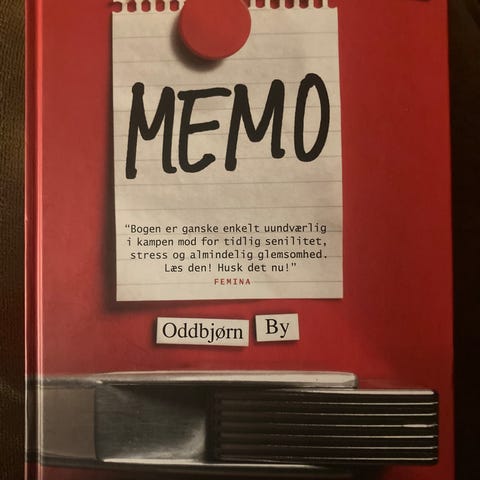 MEMO
"Bogen er ganske enkelt uundværlig
i kampen mod for tidlig senilitet,
stress og almindelig glemsomhed.
Læs den! Husk det nu!"
FEMINA
Oddbjørn By